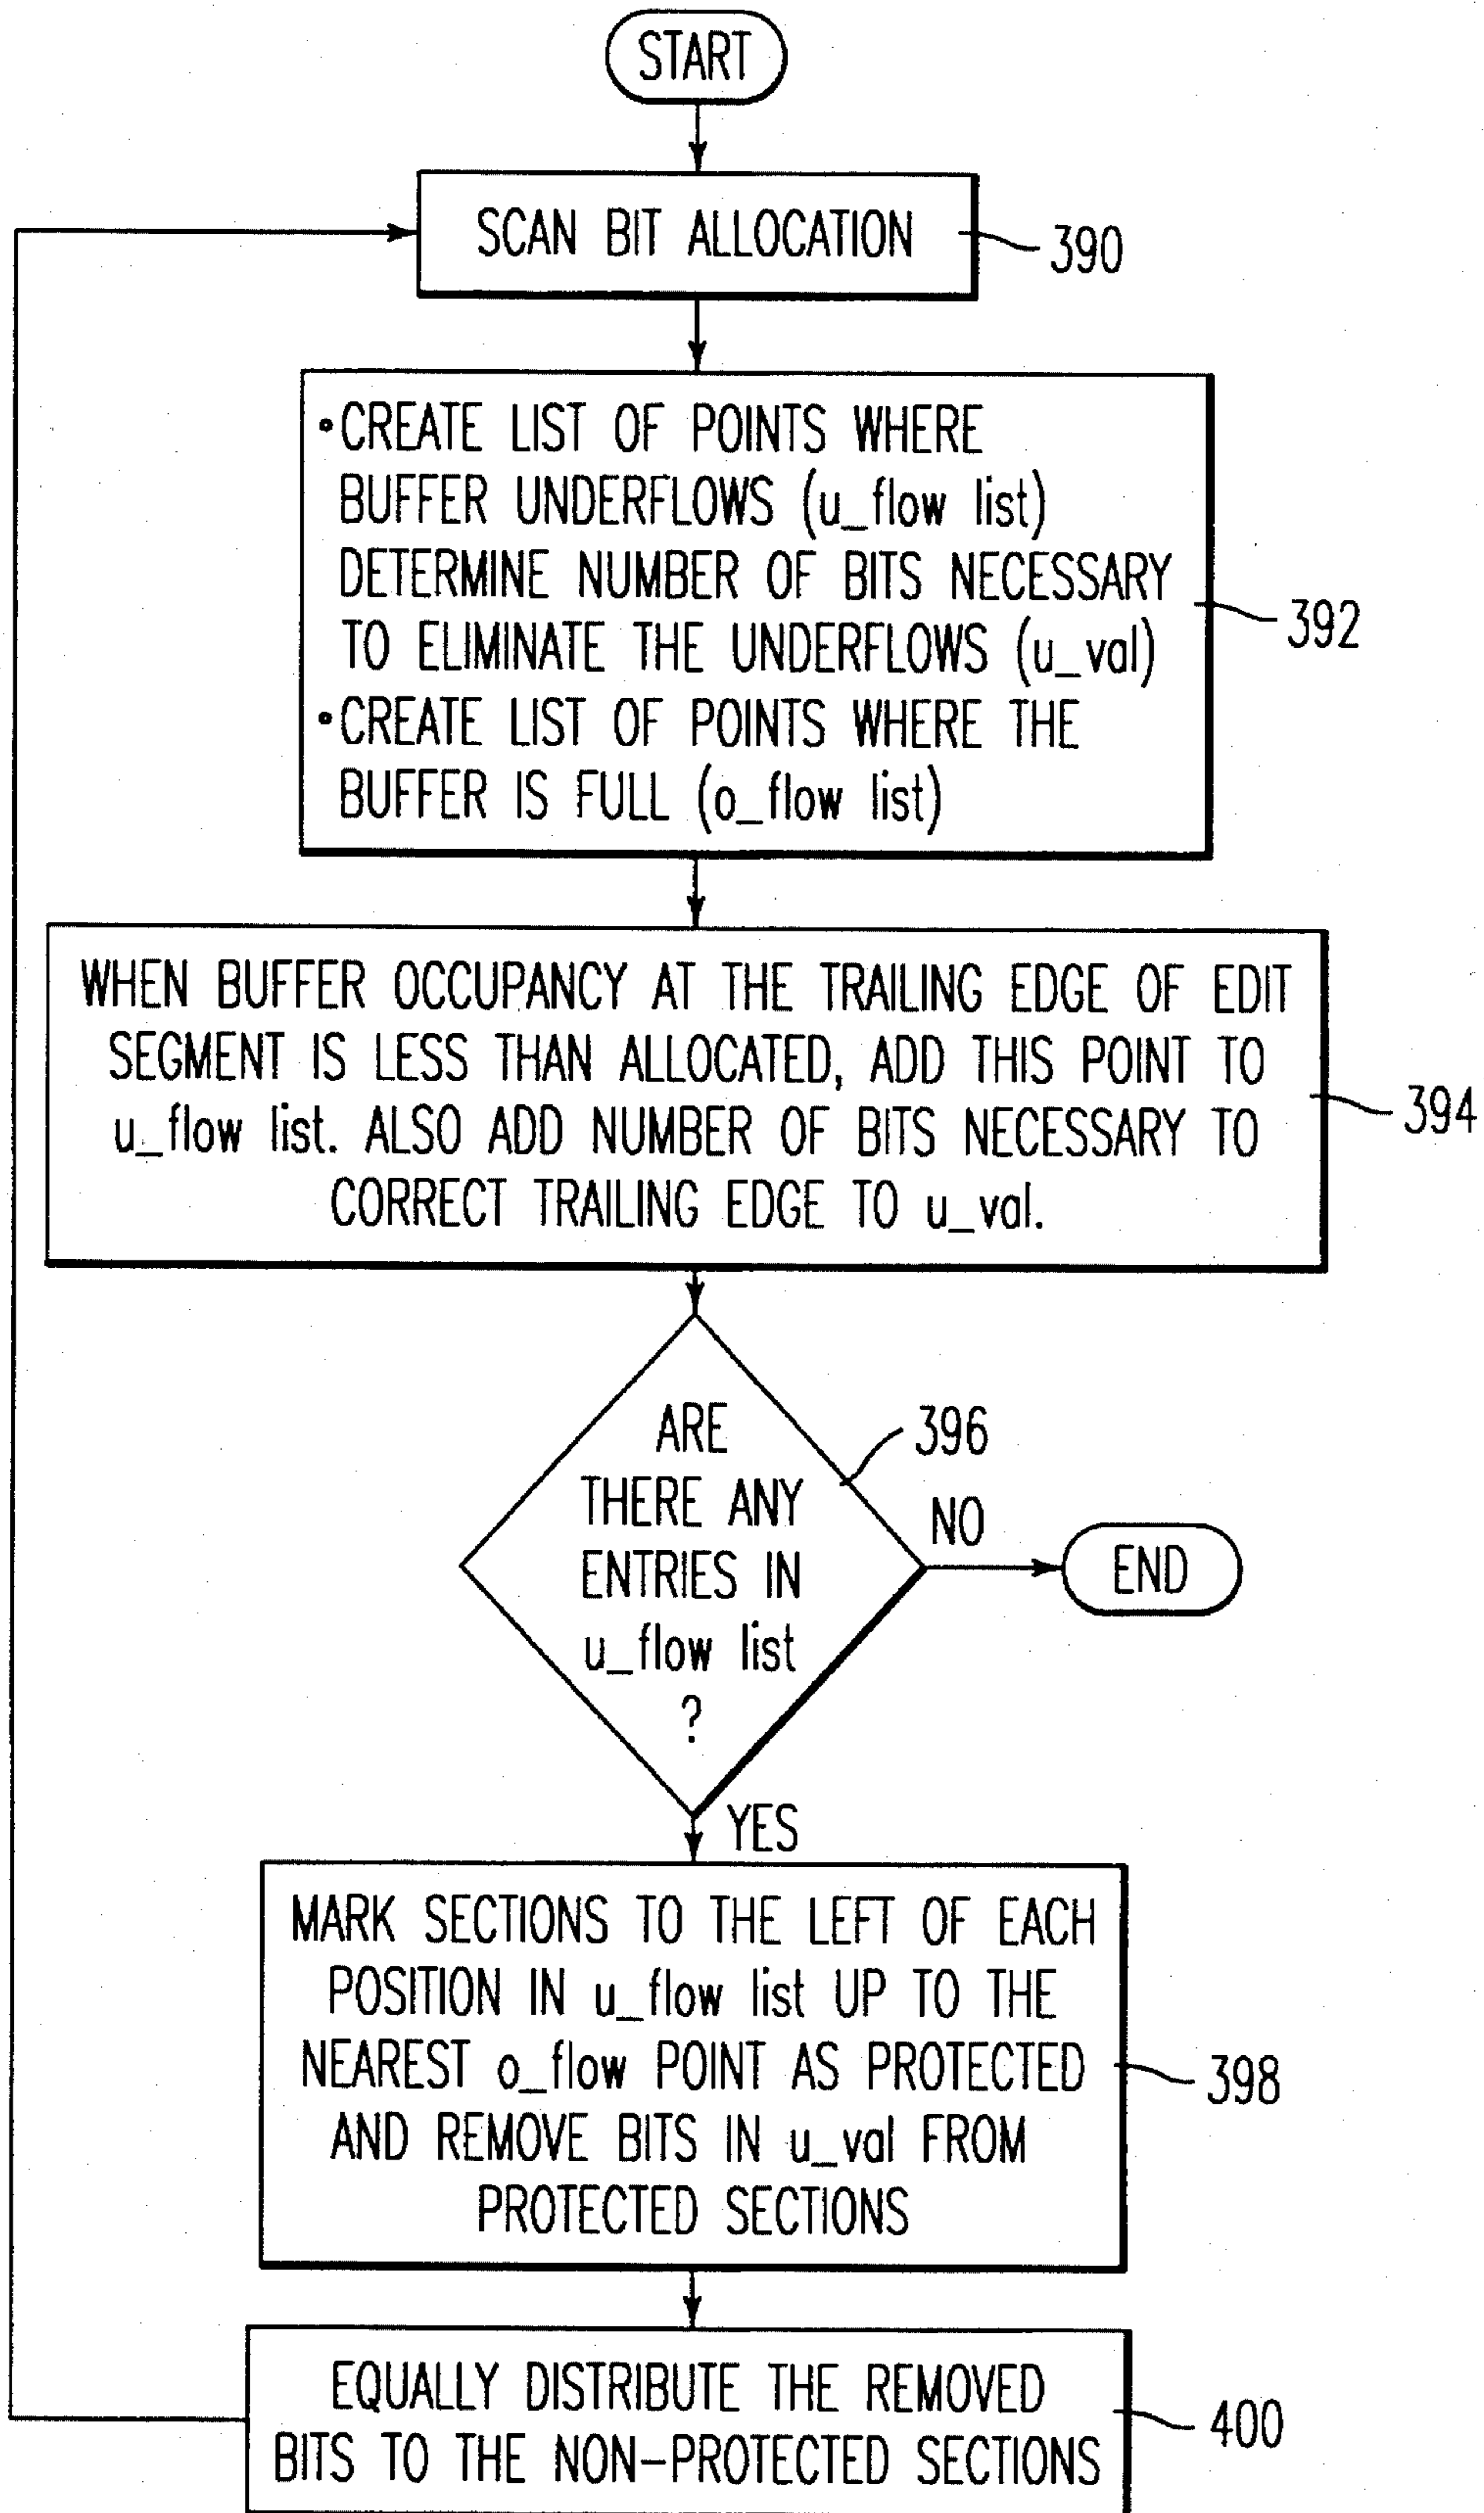 START
SCAN BIT ALLOCATION
390
•CREATE LIST OF POINTS WHERE
BUFFER UNDERFLOWS (u_flow list)
DETERMINE NUMBER OF BITS NECESSARY
TO ELIMINATE THE UNDERFLOWS (u_val)
•CREATE LIST OF POINTS WHERE THE
BUFFER IS FULL (o_flow list)
392
WHEN BUFFER OCCUPANCY AT THE TRAILING EDGE OF EDIT
SEGMENT IS LESS THAN ALLOCATED, ADD THIS POINT TO
u_flow list. ALSO ADD NUMBER OF BITS NECESSARY TO
CORRECT TRAILING EDGE TO u_val.
394
ARE
THERE ANY
ENTRIES IN
u_flow list
?
396
NO
END
YES
MARK SECTIONS TO THE LEFT OF EACH
POSITION IN u_flow list UP TO THE
NEAREST o_flow POINT AS PROTECTED
AND REMOVE BITS IN u_val FROM
PROTECTED SECTIONS
398
EQUALLY DISTRIBUTE THE REMOVED
BITS TO THE NON-PROTECTED SECTIONS
400